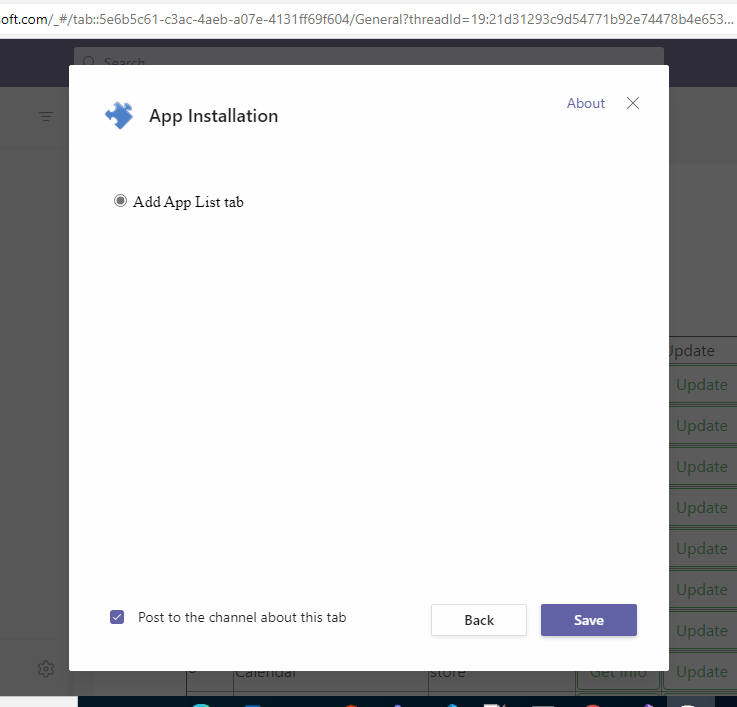 oft.com/_#/tab::5e6b5c61-c3ac-4aeb-a07e-4131ff69f604/General?threadId=19:21d31293c9d54771b92e74478b4e653...
Search
About
App Installation
Add App List tab
Update
Update
Update
Update
Update
Update
Update
Update
Post to the channel about this tab
Back
Save
Calendar
store
Get Info
Update